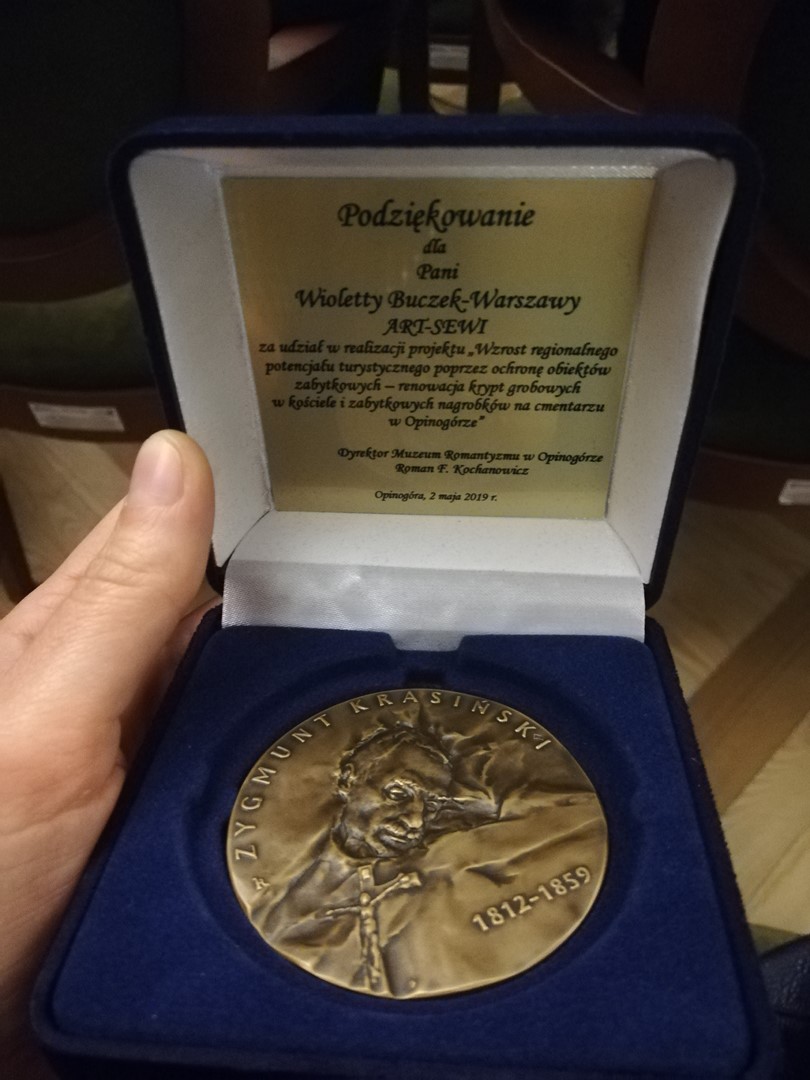 Podziękowanie
dla
Pani
Wioletty Buczek-Warszawy
ART-SEWI
za udział w realizacji projektu „Wzrost regionalnego
potencjału turystycznego poprzez ochronę obiektów
zabytkowych – renowacja krypt grobowych
w kościele i zabytkowych nagrobków na cmentarzu
w Opinogórze”
Dyrektor Muzeum Romantyzmu w Opinogórze
Roman F. Kochanowicz
Opinogóra, 2 maja 2019 r.
ZYGMUNT KRASIŃSKI
1812-1859